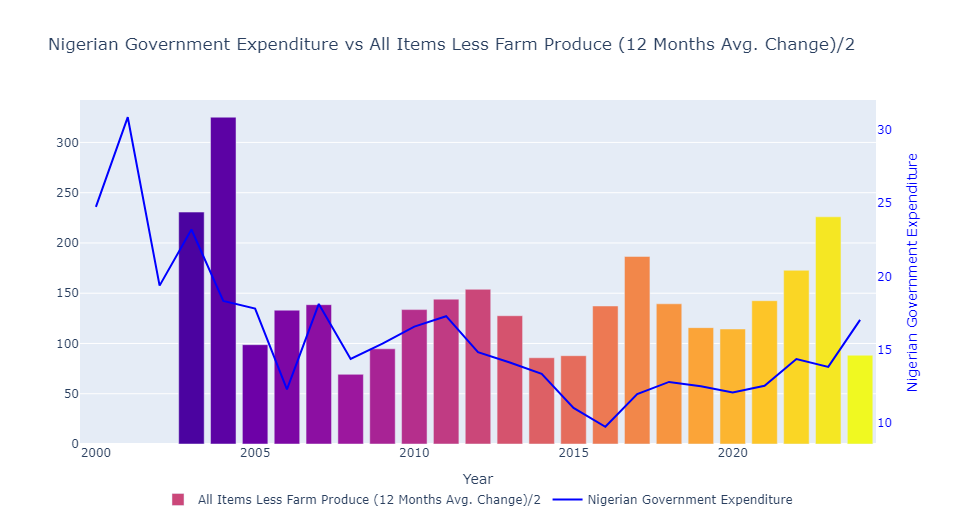 Nigerian Government Expenditure vs All Items Less Farm Produce (12 Months Avg. Change)/2
300
250
200
150
100
50
0
30
25
20
15
10
Nigerian Government Expenditure
2000 2005 2010 2015 2020
Year
All Items Less Farm Produce (12 Months Avg. Change)/2 Nigerian Government Expenditure